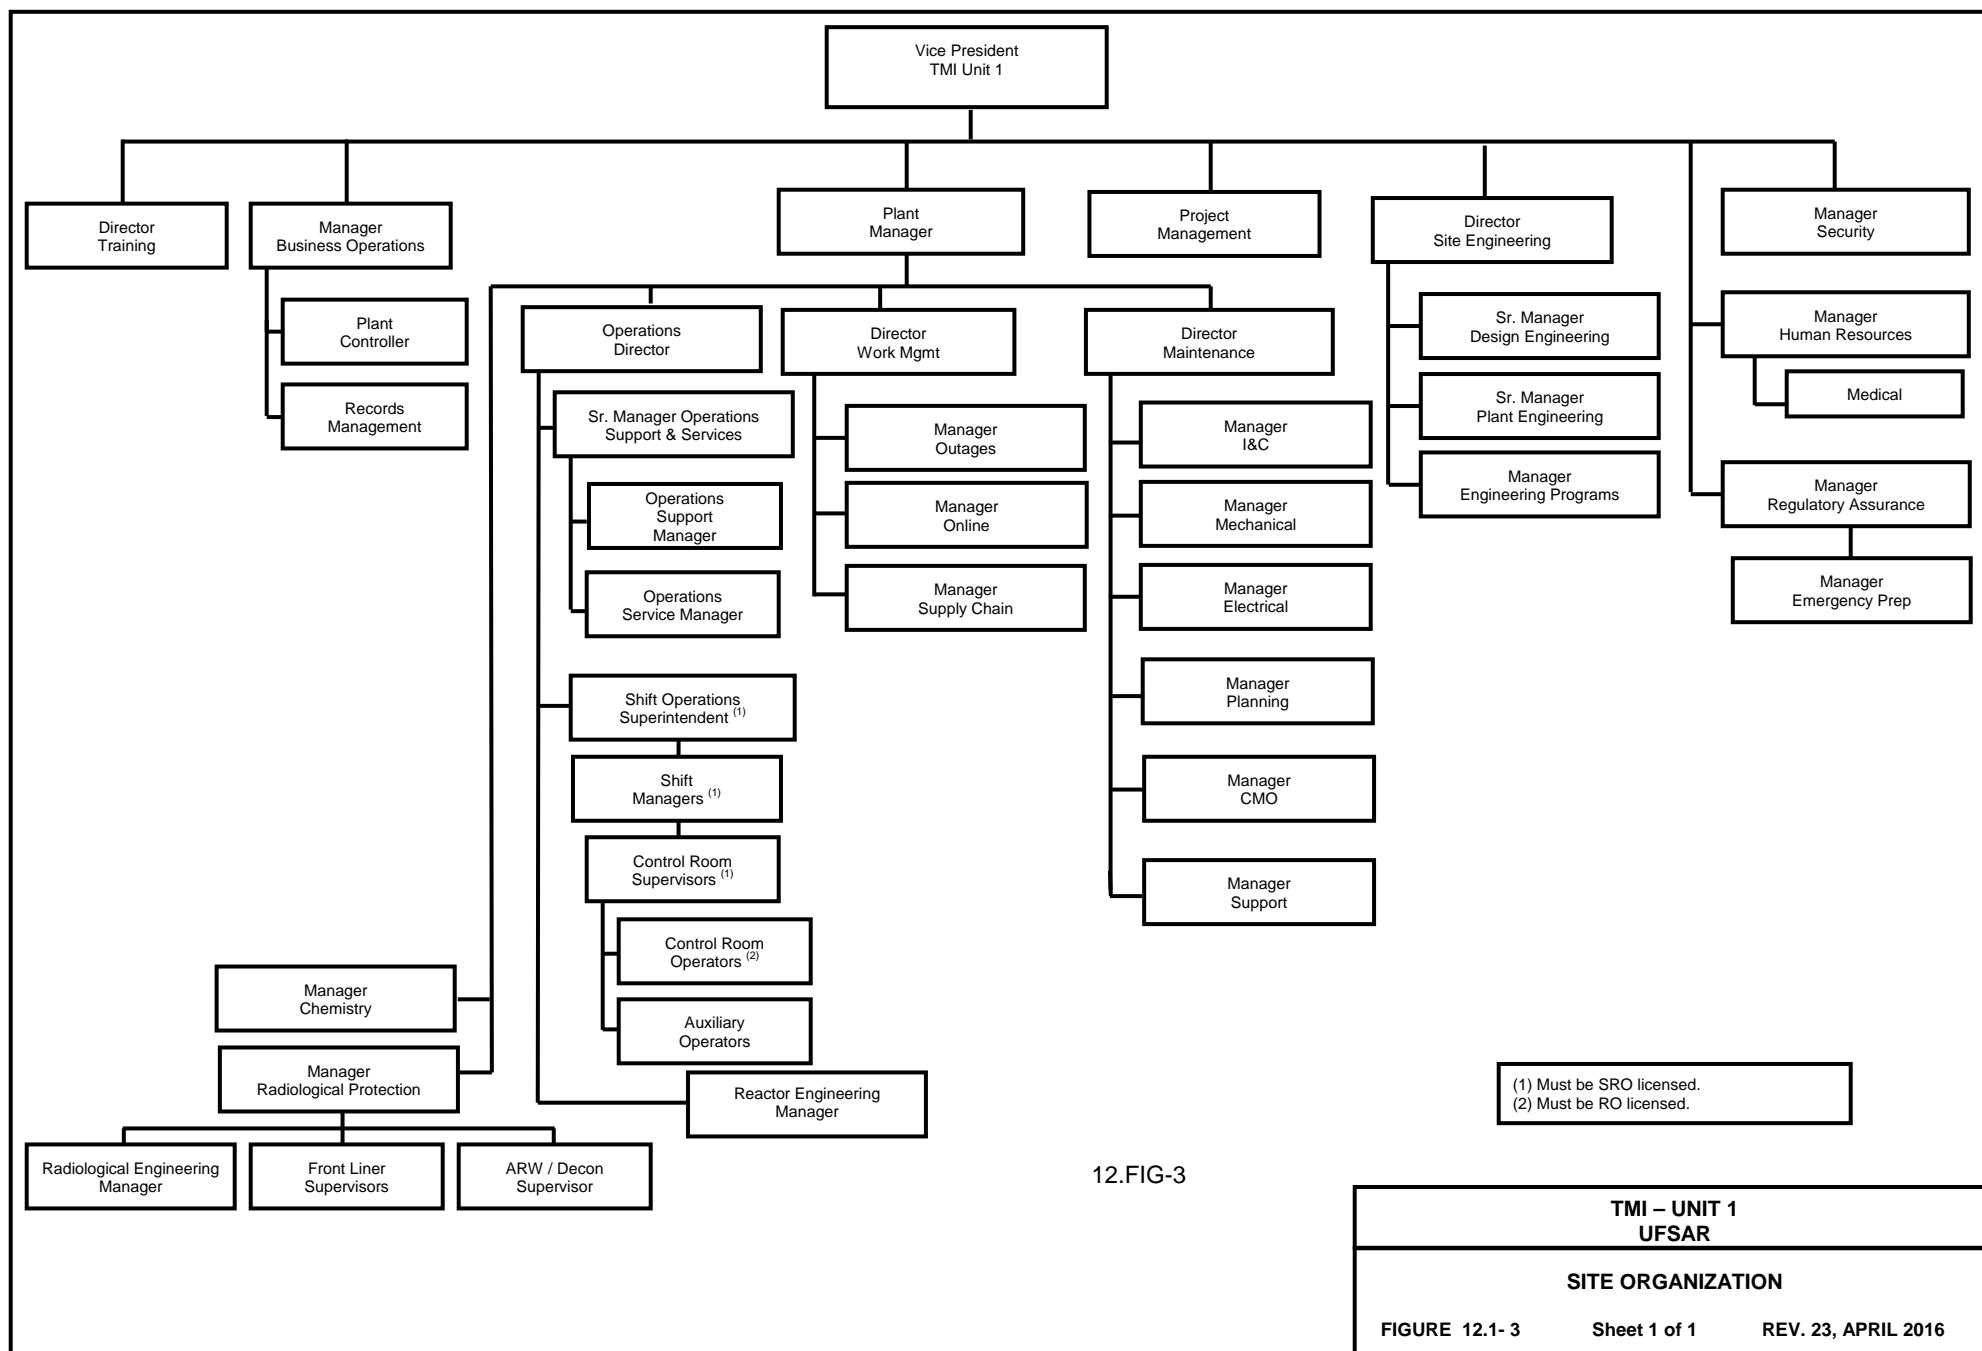 Vice President
TMI Unit 1
Director
Training
Manager
Business Operations
Plant
Controller
Records
Management
Plant
Manager
Project
Management
Director
Site Engineering
Manager
Security
Operations
Director
Director
Work Mgmt
Director
Maintenance
Sr. Manager
Design Engineering
Sr. Manager
Plant Engineering
Manager
Engineering Programs
Manager
Human Resources
Medical
Manager
Regulatory Assurance
Manager
Emergency Prep
Sr. Manager Operations
Support & Services
Operations
Support
Manager
Operations
Service Manager
Manager
Outages
Manager
Online
Manager
Supply Chain
Manager
I&C
Manager
Mechanical
Manager
Electrical
Manager
Planning
Manager
CMO
Manager
Support
Shift Operations
Superintendent (1)
Shift
Managers (1)
Control Room
Supervisors (1)
Control Room
Operators (2)
Auxiliary
Operators
Reactor Engineering
Manager
Manager
Chemistry
Manager
Radiological Protection
Radiological Engineering
Manager
Front Liner
Supervisors
ARW / Decon
Supervisor
(1) Must be SRO licensed.
(2) Must be RO licensed.
12.FIG-3
TMI – UNIT 1
UFSAR
SITE ORGANIZATION
FIGURE 12.1- 3 Sheet 1 of 1 REV. 23, APRIL 2016